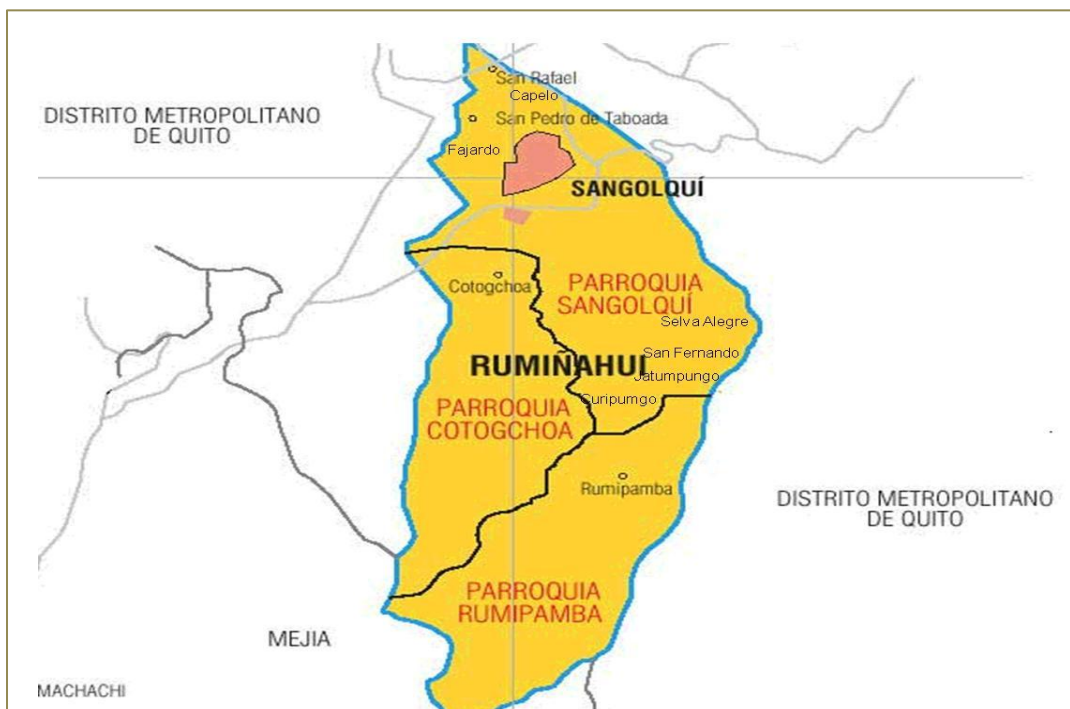 San Rafael
Capelo
DISTRITO METROPOLITANO
DE QUITO
San Pedro de Taboada
Fajardo
SANGOLQUÍ
Cotogchoa
PARROQUIA
SANGOLQUÍ
Selva Alegre
San Fernando
RUMIÑAHUI
Jatumpungo
Curipumgo
PARROQUIA
COTOGCHOA
Rumipamba
DISTRITO METROPOLITANO
DE QUITO
PARROQUIA
RUMIPAMBA
MEJIA
MACHACHI